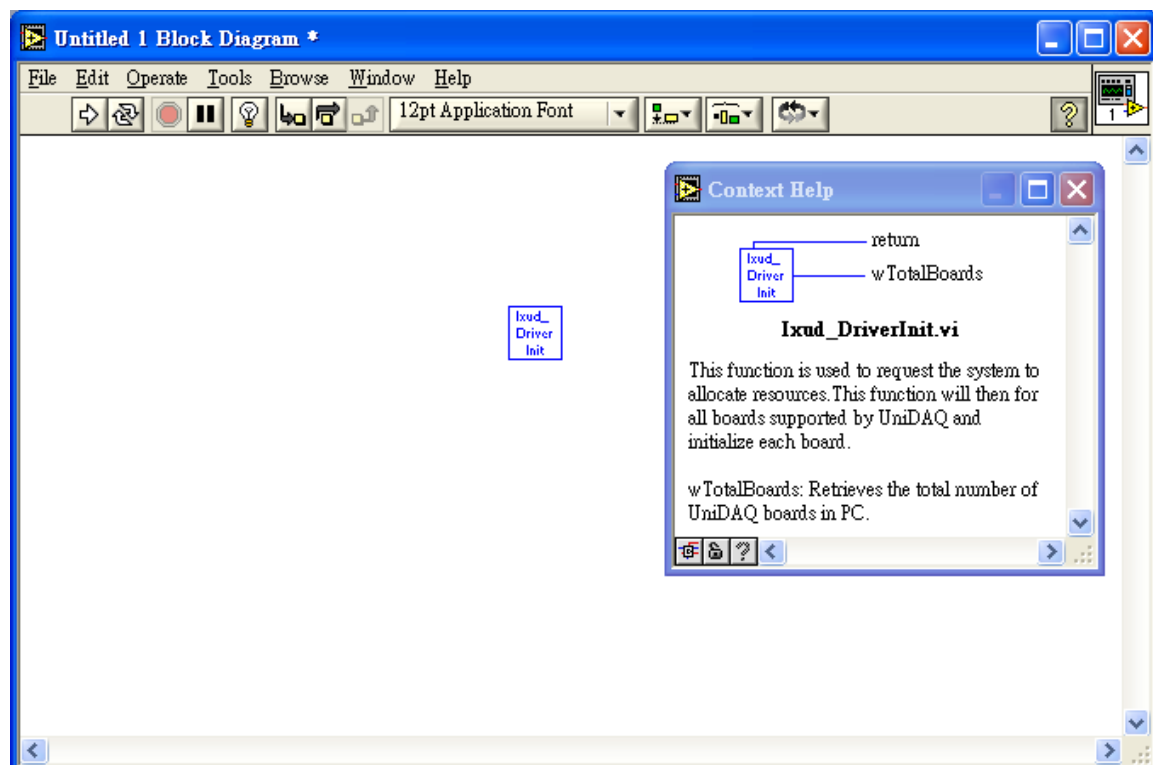 Untitled 1 Block Diagram *
File Edit Operate Tools Browse Window Help
12pt Application Font
?
1
Context Help
return
Ixud_
Driver
Init
wTotalBoards
Ixud_DriverInit.vi
This function is used to request the system to
allocate resources.This function will then for
all boards supported by UniDAQ and
initialize each board.
wTotalBoards: Retrieves the total number of
UniDAQ boards in PC.
?
Ixud_
Driver
Init